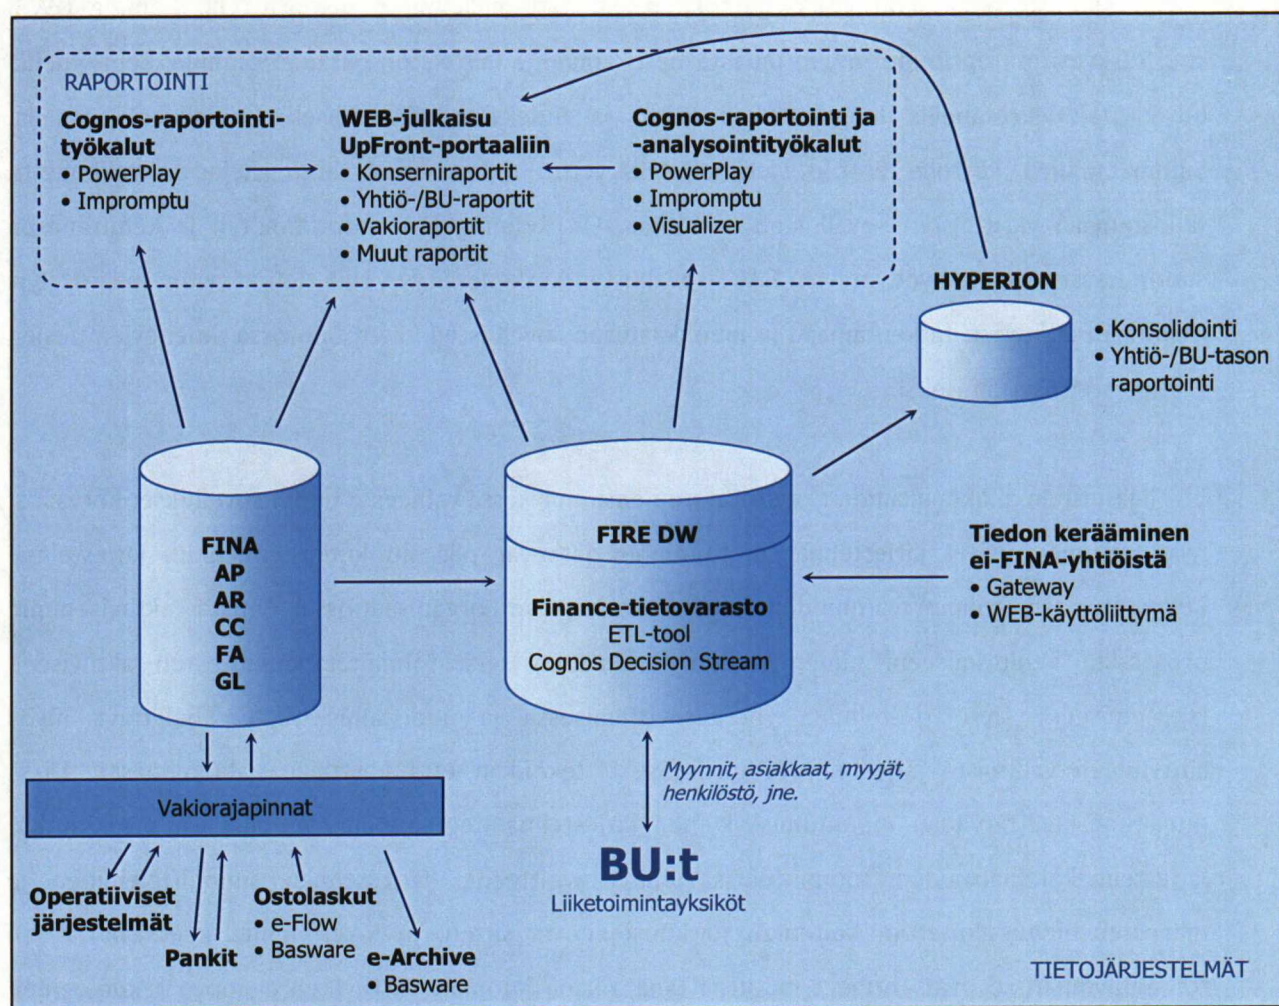 RAPORTOINTI
Cognos-raportointi-
työkalut
• PowerPlay
• Impromptu
WEB-julkaisu
UpFront-portaaliin
• Konserniraportit
• Yhtiö-/BU-raportit
• Vakioraportit
• Muut raportit
Cognos-raportointi ja
-analysointityökalut
• PowerPlay
• Impromptu
• Visualizer
HYPERION
• Konsolidointi
• Yhtiö-/BU-tason
raportointi
FINA
AP
AR
CC
FA
GL
FIRE DW
Finance-tietovarasto
ETL-tool
Cognos Decision Stream
Tiedon kerääminen
ei-FINA-yhtiöistä
• Gateway
• WEB-käyttöliittymä
Myynnit, asiakkaat, myyjät,
henkilöstö, jne.
Vakiorajapinnat
BU:t
Liiketoimintayksiköt
Operatiiviset
järjestelmät
Pankit
Ostolaskut
• e-Flow
• Basware
e-Archive
• Basware
TIETOJÄRJESTELMÄT